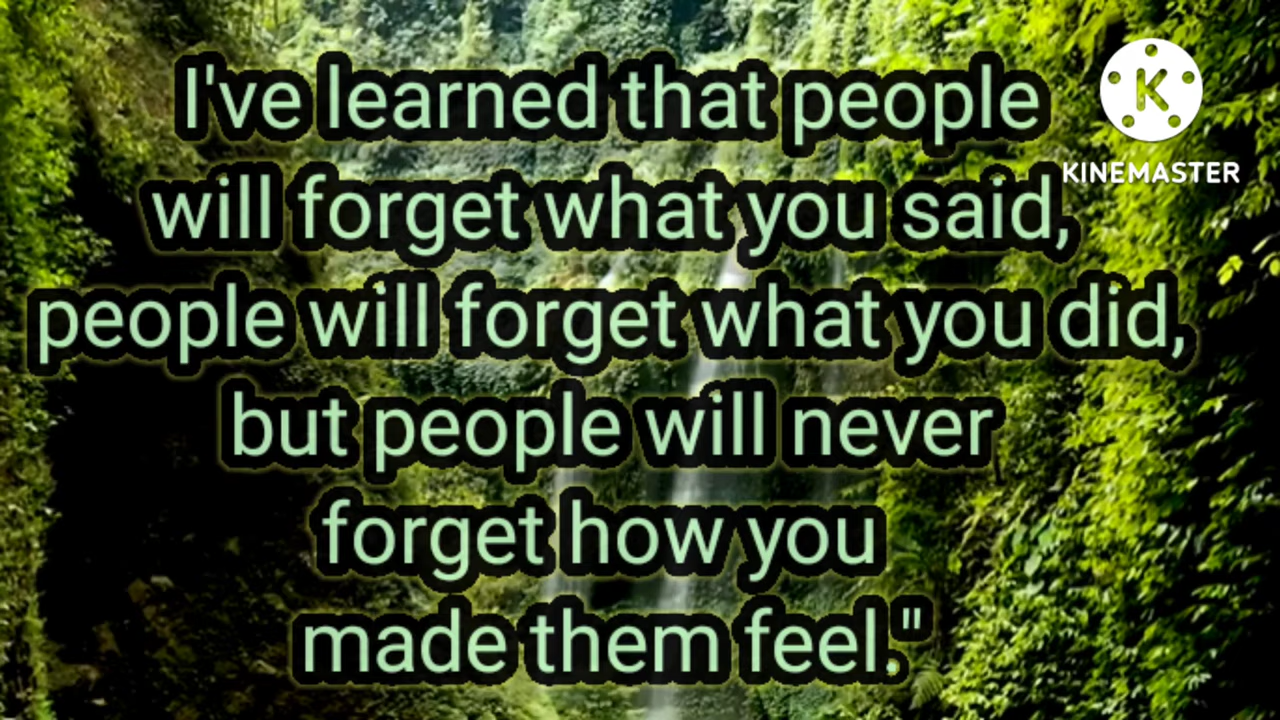 I've learned that people
will forget what you said,
people will forget what you did,
but people will never
forget how you
made them feel."
K
KINEMASTER